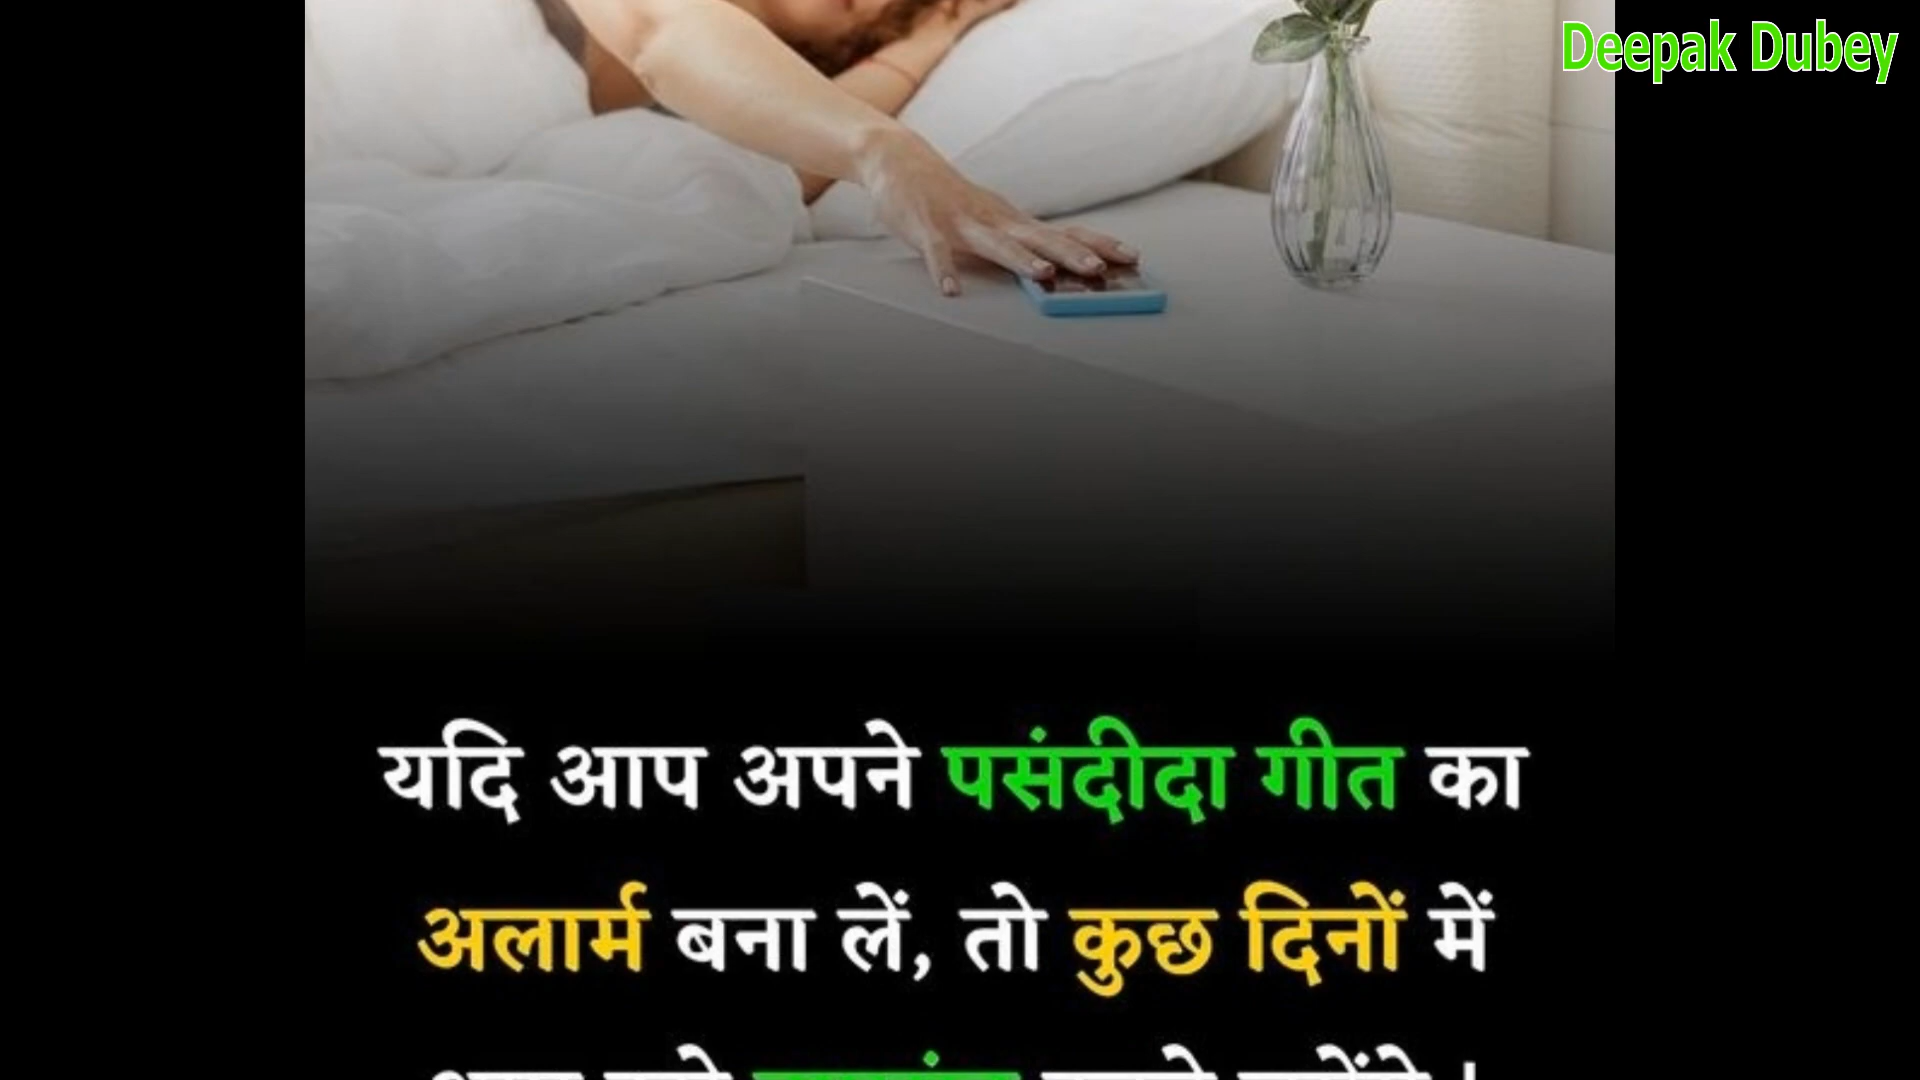 Deepak Dubey
यदि आप अपने पसंदीदा गीत का
अलार्म बना लें, तो कुछ दिनों में